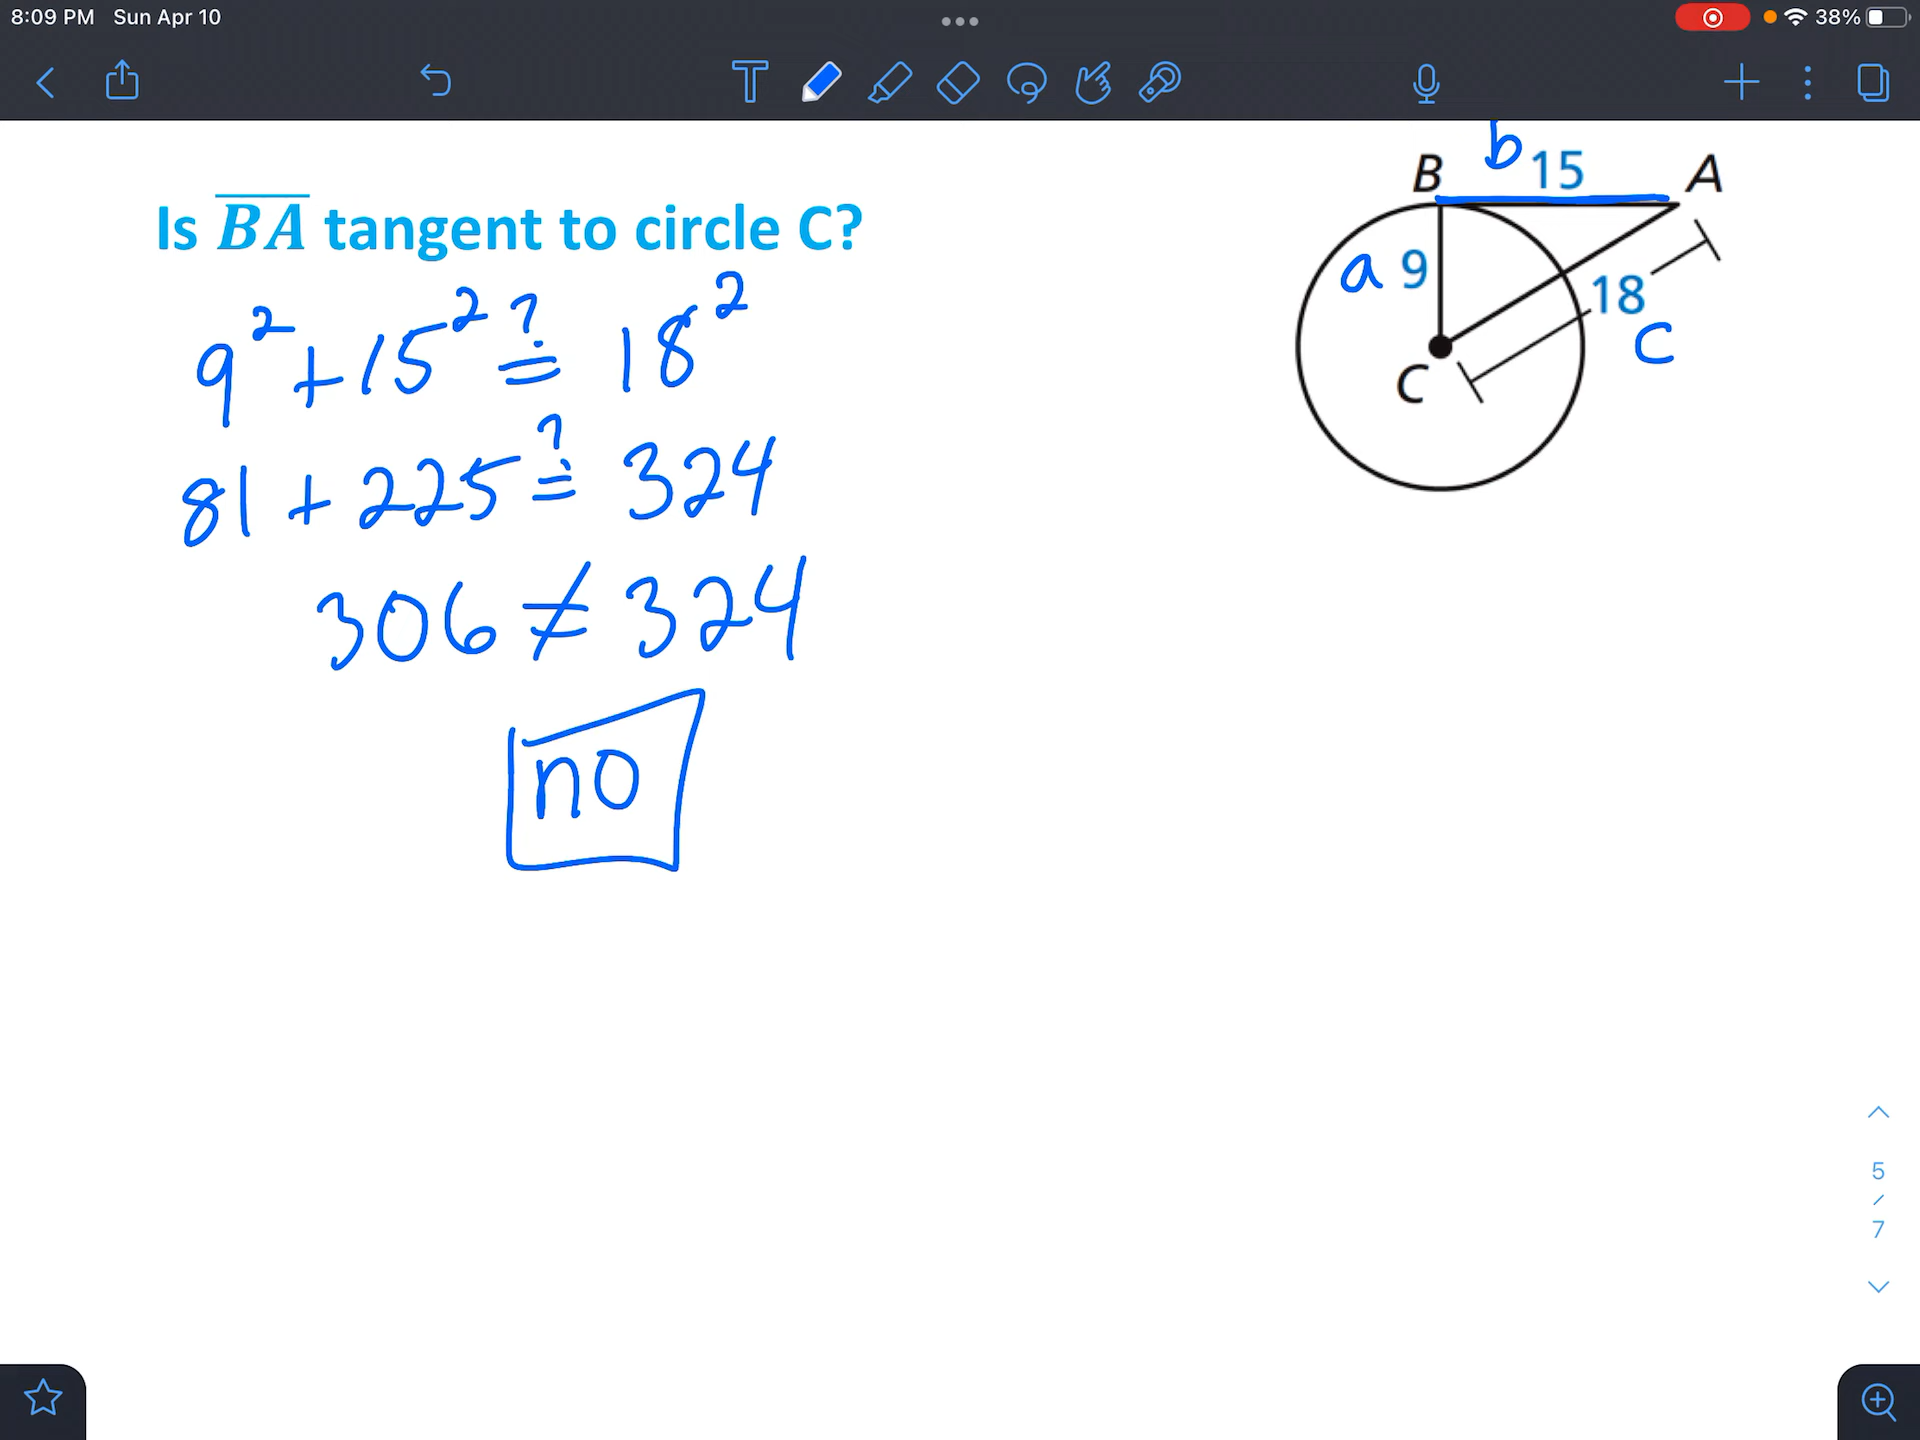 8:09 PM Sun Apr 10
38%
T
b
B 15 A
Is BA tangent to circle C?
a 9
18
c
C
9² + 15² ≟ 18²
81 + 225 ≟ 324
306 ≠ 324
no
5
/
7